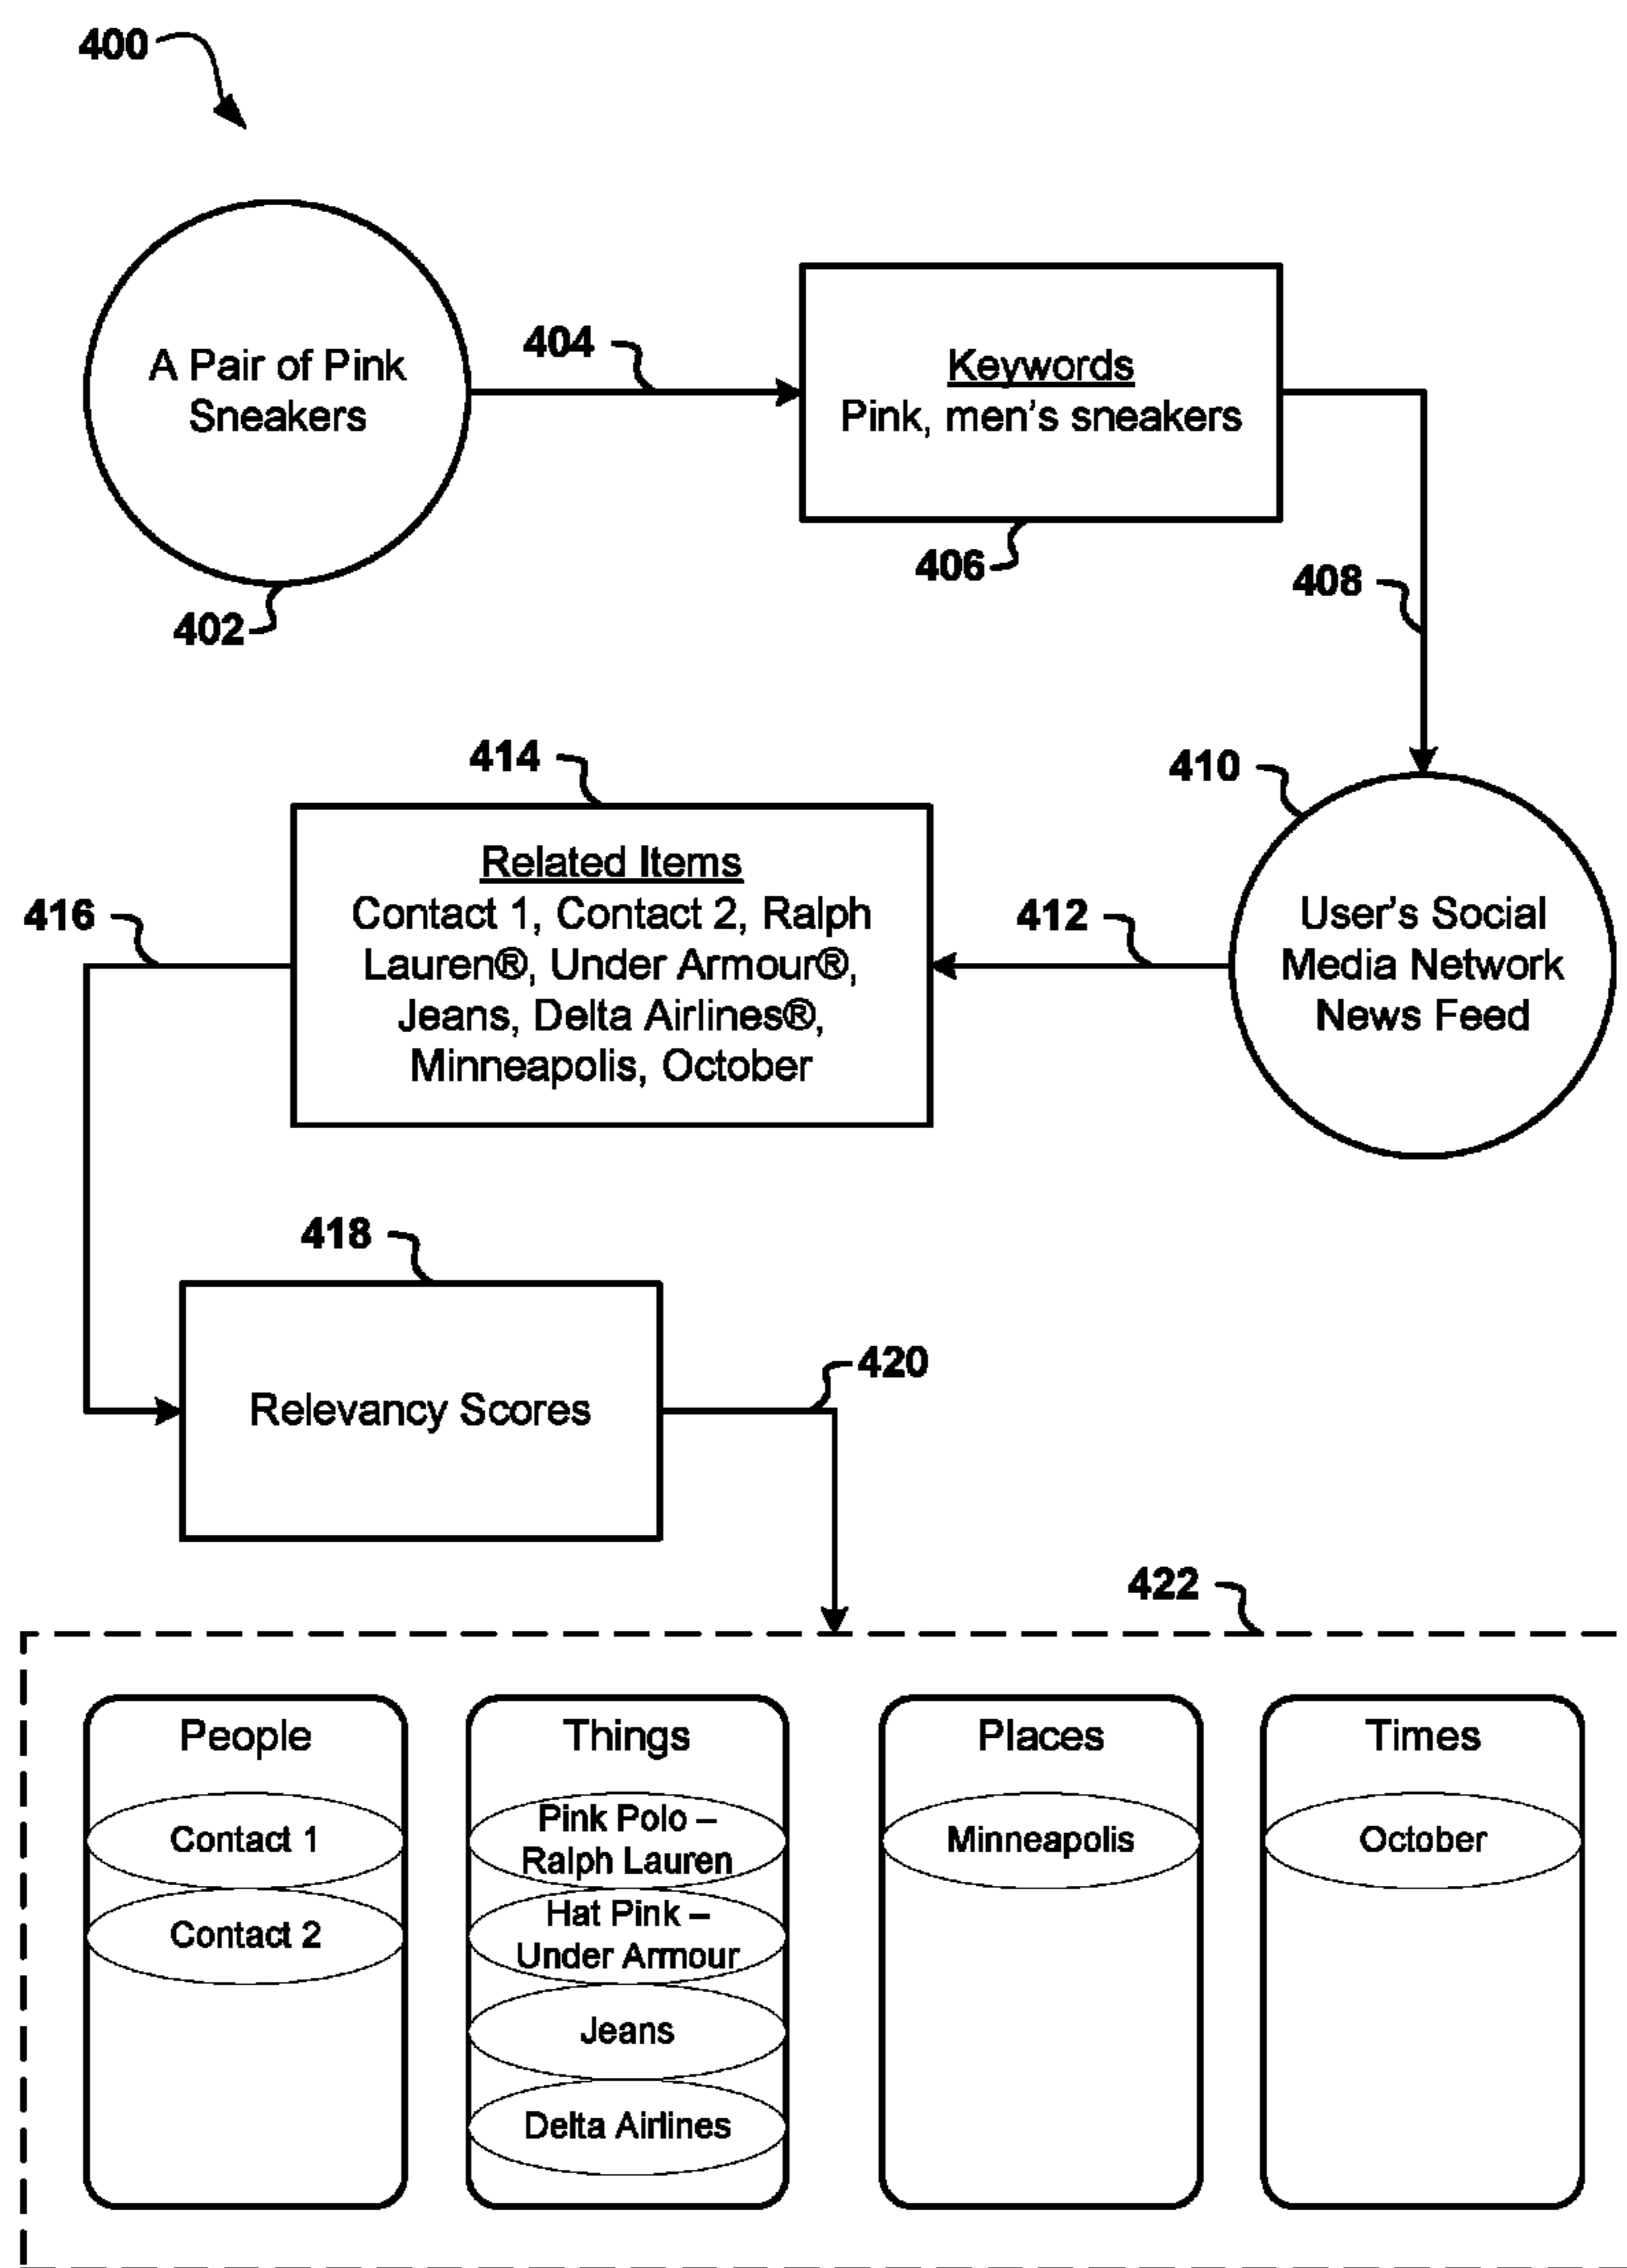 400
A Pair of Pink
Sneakers
402
404
Keywords
Pink, men's sneakers
406
408
410
User's Social
Media Network
News Feed
412
414
Related Items
Contact 1, Contact 2, Ralph
Lauren®, Under Armour®,
Jeans, Delta Airlines®,
Minneapolis, October
416
418
Relevancy Scores
420
422
People
Contact 1
Contact 2
Things
Pink Polo –
Ralph Lauren
Hat Pink –
Under Armour
Jeans
Delta Airlines
Places
Minneapolis
Times
October